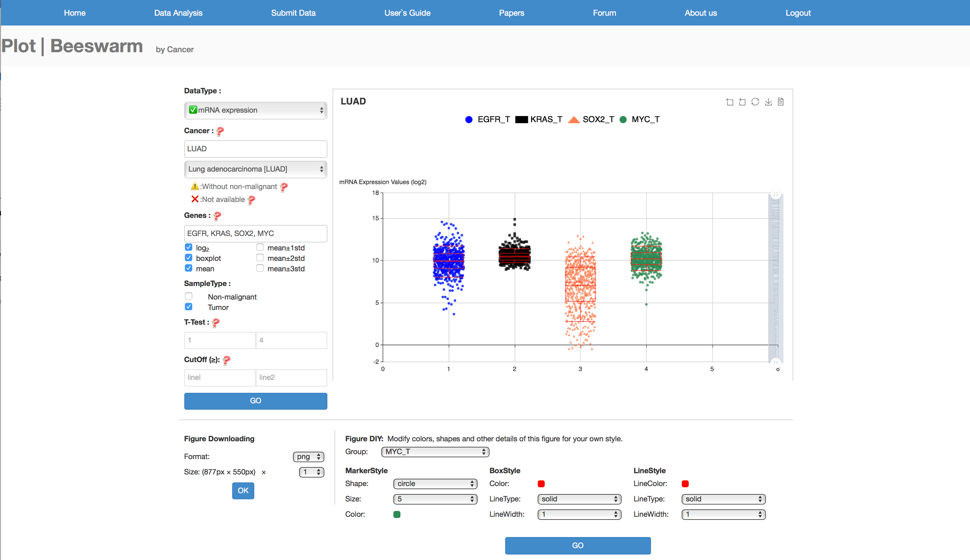 Home Data Analysis Submit Data User's Guide Papers Forum About us Logout
Plot | Beeswarm by Cancer
DataType :
✅mRNA expression
Cancer : ❓
LUAD
Lung adenocarcinoma [LUAD]
⚠️:Without non-malignant ❓
❌:Not available ❓
Genes : ❓
EGFR, KRAS, SOX2, MYC
log2 mean±1std
boxplot mean±2std
mean mean±3std
SampleType :
Non-malignant
Tumor
T-Test : ❓
1 4
CutOff (≥): ❓
line1 line2
GO
LUAD
EGFR_T KRAS_T SOX2_T MYC_T
mRNA Expression Values (log2)
18
15
10
5
0
-2
0 1 2 3 4 5 6
Figure Downloading
Format: png
Size: (877px × 550px) × 1
OK
Figure DIY: Modify colors, shapes and other details of this figure for your own style.
Group: MYC_T
MarkerStyle BoxStyle LineStyle
Shape: circle Color: LineColor:
Size: 5 LineType: solid LineType: solid
Color: LineWidth: 1 LineWidth: 1
GO